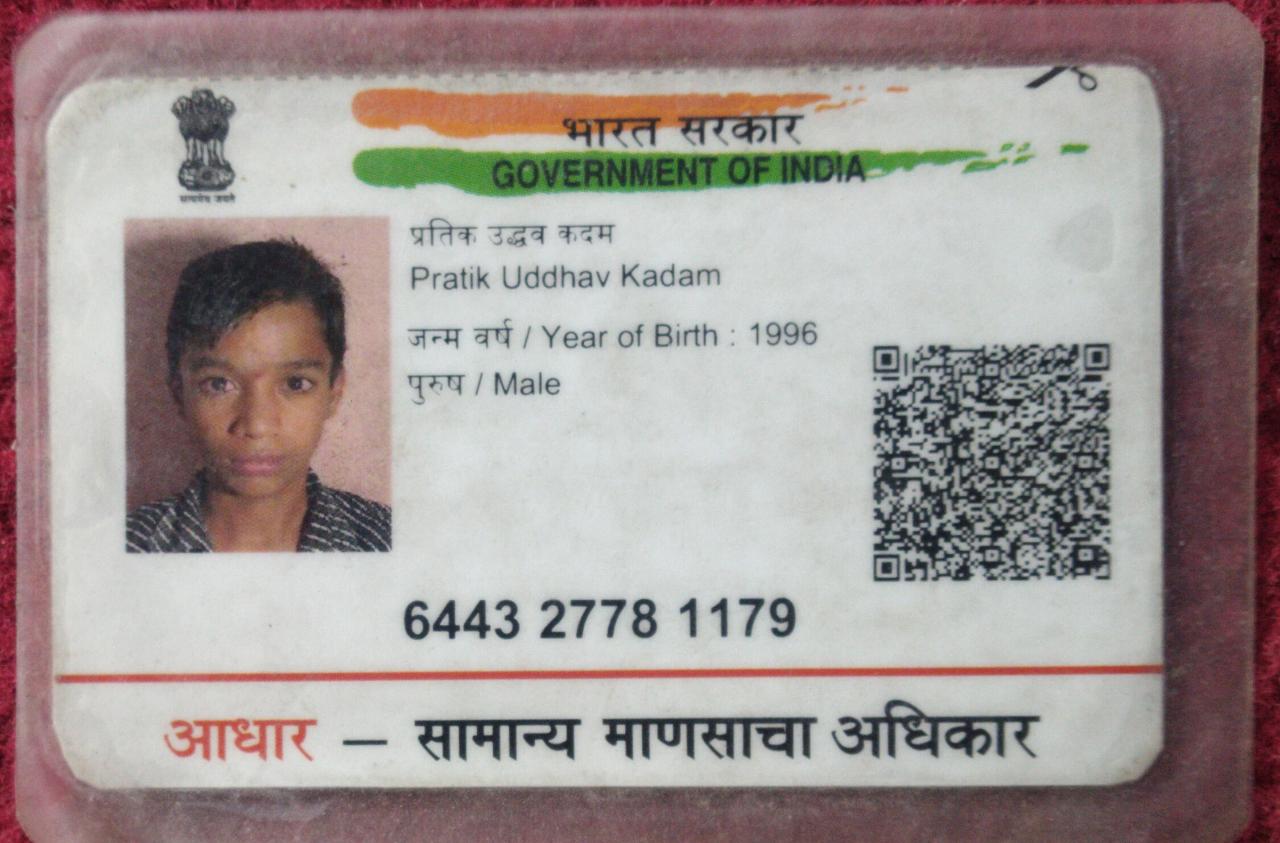 भारत सरकार
GOVERNMENT OF INDIA
सत्यमेव जयते
प्रतिक उद्धव कदम
Pratik Uddhav Kadam
जन्म वर्ष / Year of Birth : 1996
पुरुष / Male
6443 2778 1179
आधार — सामान्य माणसाचा अधिकार